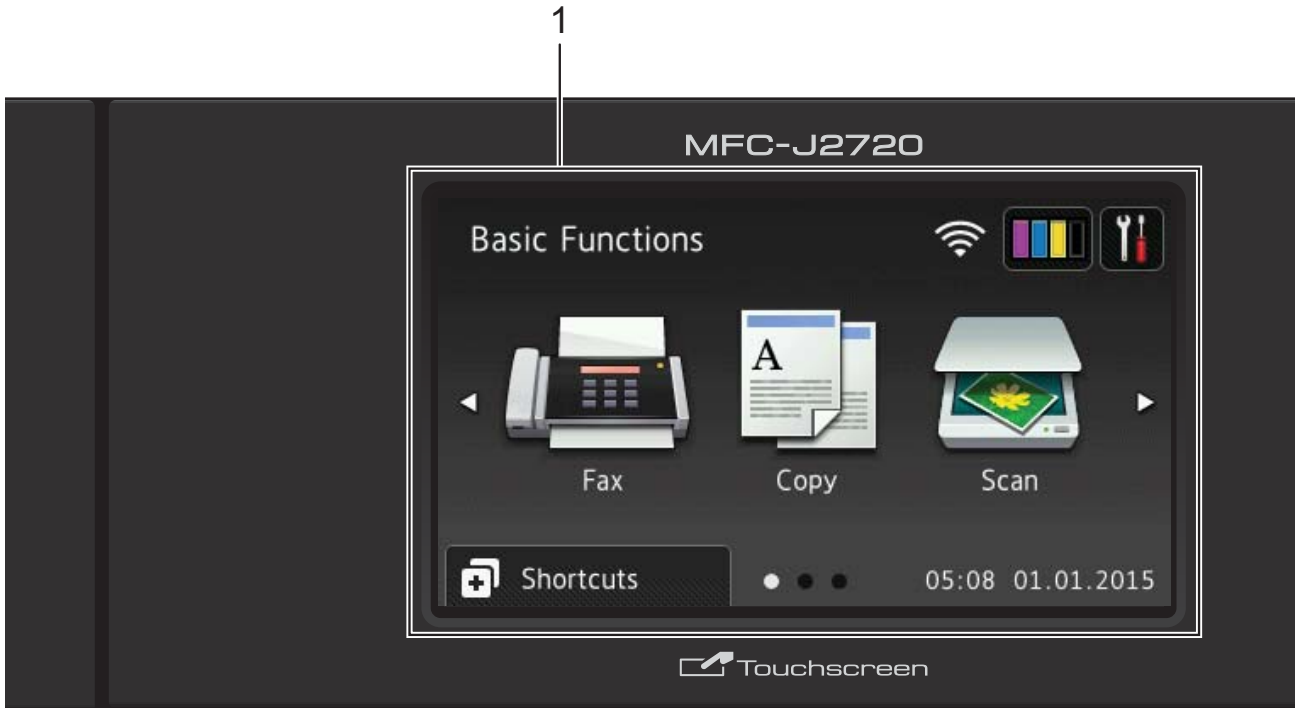 1
MFC-J2720
Basic Functions
A
Fax Copy Scan
Shortcuts 05:08 01.01.2015
Touchscreen